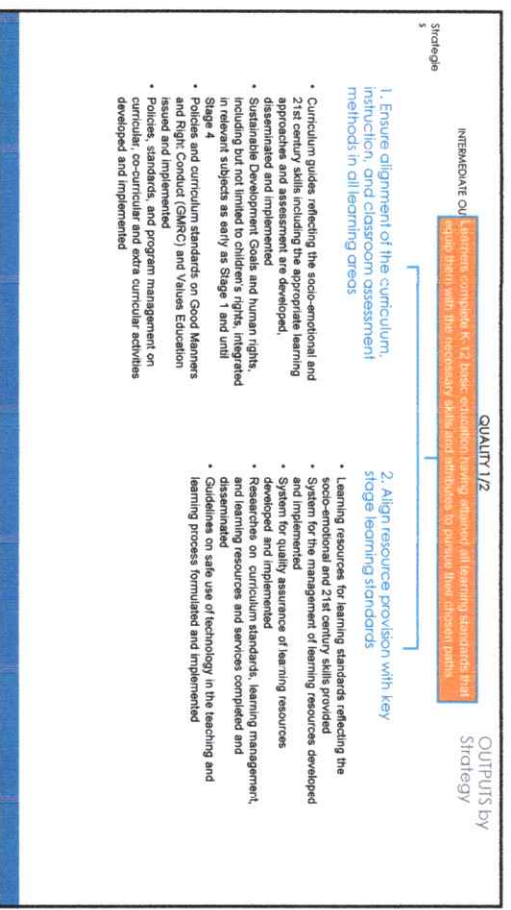 QUALITY 1/2
OUTPUTS by
Strategy
INTERMEDIATE OU
Learners complete K-12 basic education having attained all learning standards that
equip them with the necessary skills and attributes to pursue their chosen paths
Strategie
s
1. Ensure alignment of the curriculum,
instruction, and classroom assessment
methods in all learning areas
• Curriculum guides reflecting the socio-emotional and
21st century skills including the appropriate learning
approaches and assessment are developed,
disseminated and implemented
• Sustainable Development Goals and human rights,
including but not limited to children's rights, integrated
in relevant subjects as early as Stage 1 and until
Stage 4
• Policies and curriculum standards on Good Manners
and Right Conduct (GMRC) and Values Education
issued and implemented
• Policies, standards, and program management on
curricular, co-curricular and extra curricular activities
developed and implemented
2. Align resource provision with key
stage learning standards
• Learning resources for learning standards reflecting the
socio-emotional and 21st century skills provided
• System for the management of learning resources developed
and implemented
• System for quality assurance of learning resources
developed and implemented
• Researches on curriculum standards, learning management,
and learning resources and services completed and
disseminated
• Guidelines on safe use of technology in the teaching and
learning process formulated and implemented